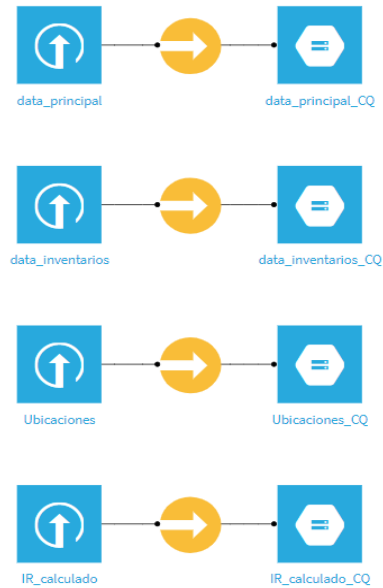 data_principal
data_principal_CQ
data_inventarios
data_inventarios_CQ
Ubicaciones
Ubicaciones_CQ
IR_calculado
IR_calculado_CQ